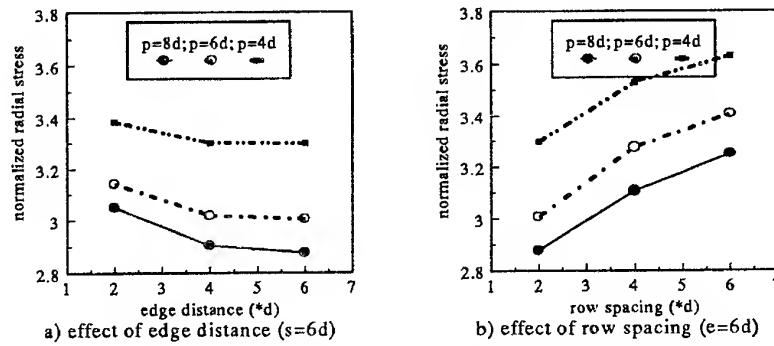 3.8
3.6
3.4
3.2
3
2.8
normalized radial stress
p=8d; p=6d; p=4d
1 2 3 4 5 6 7
edge distance (*d)
a) effect of edge distance (s=6d)
3.8
3.6
3.4
3.2
3
2.8
normalized radial stress
p=8d; p=6d; p=4d
1 2 3 4 5 6 7
row spacing (*d)
b) effect of row spacing (e=6d)